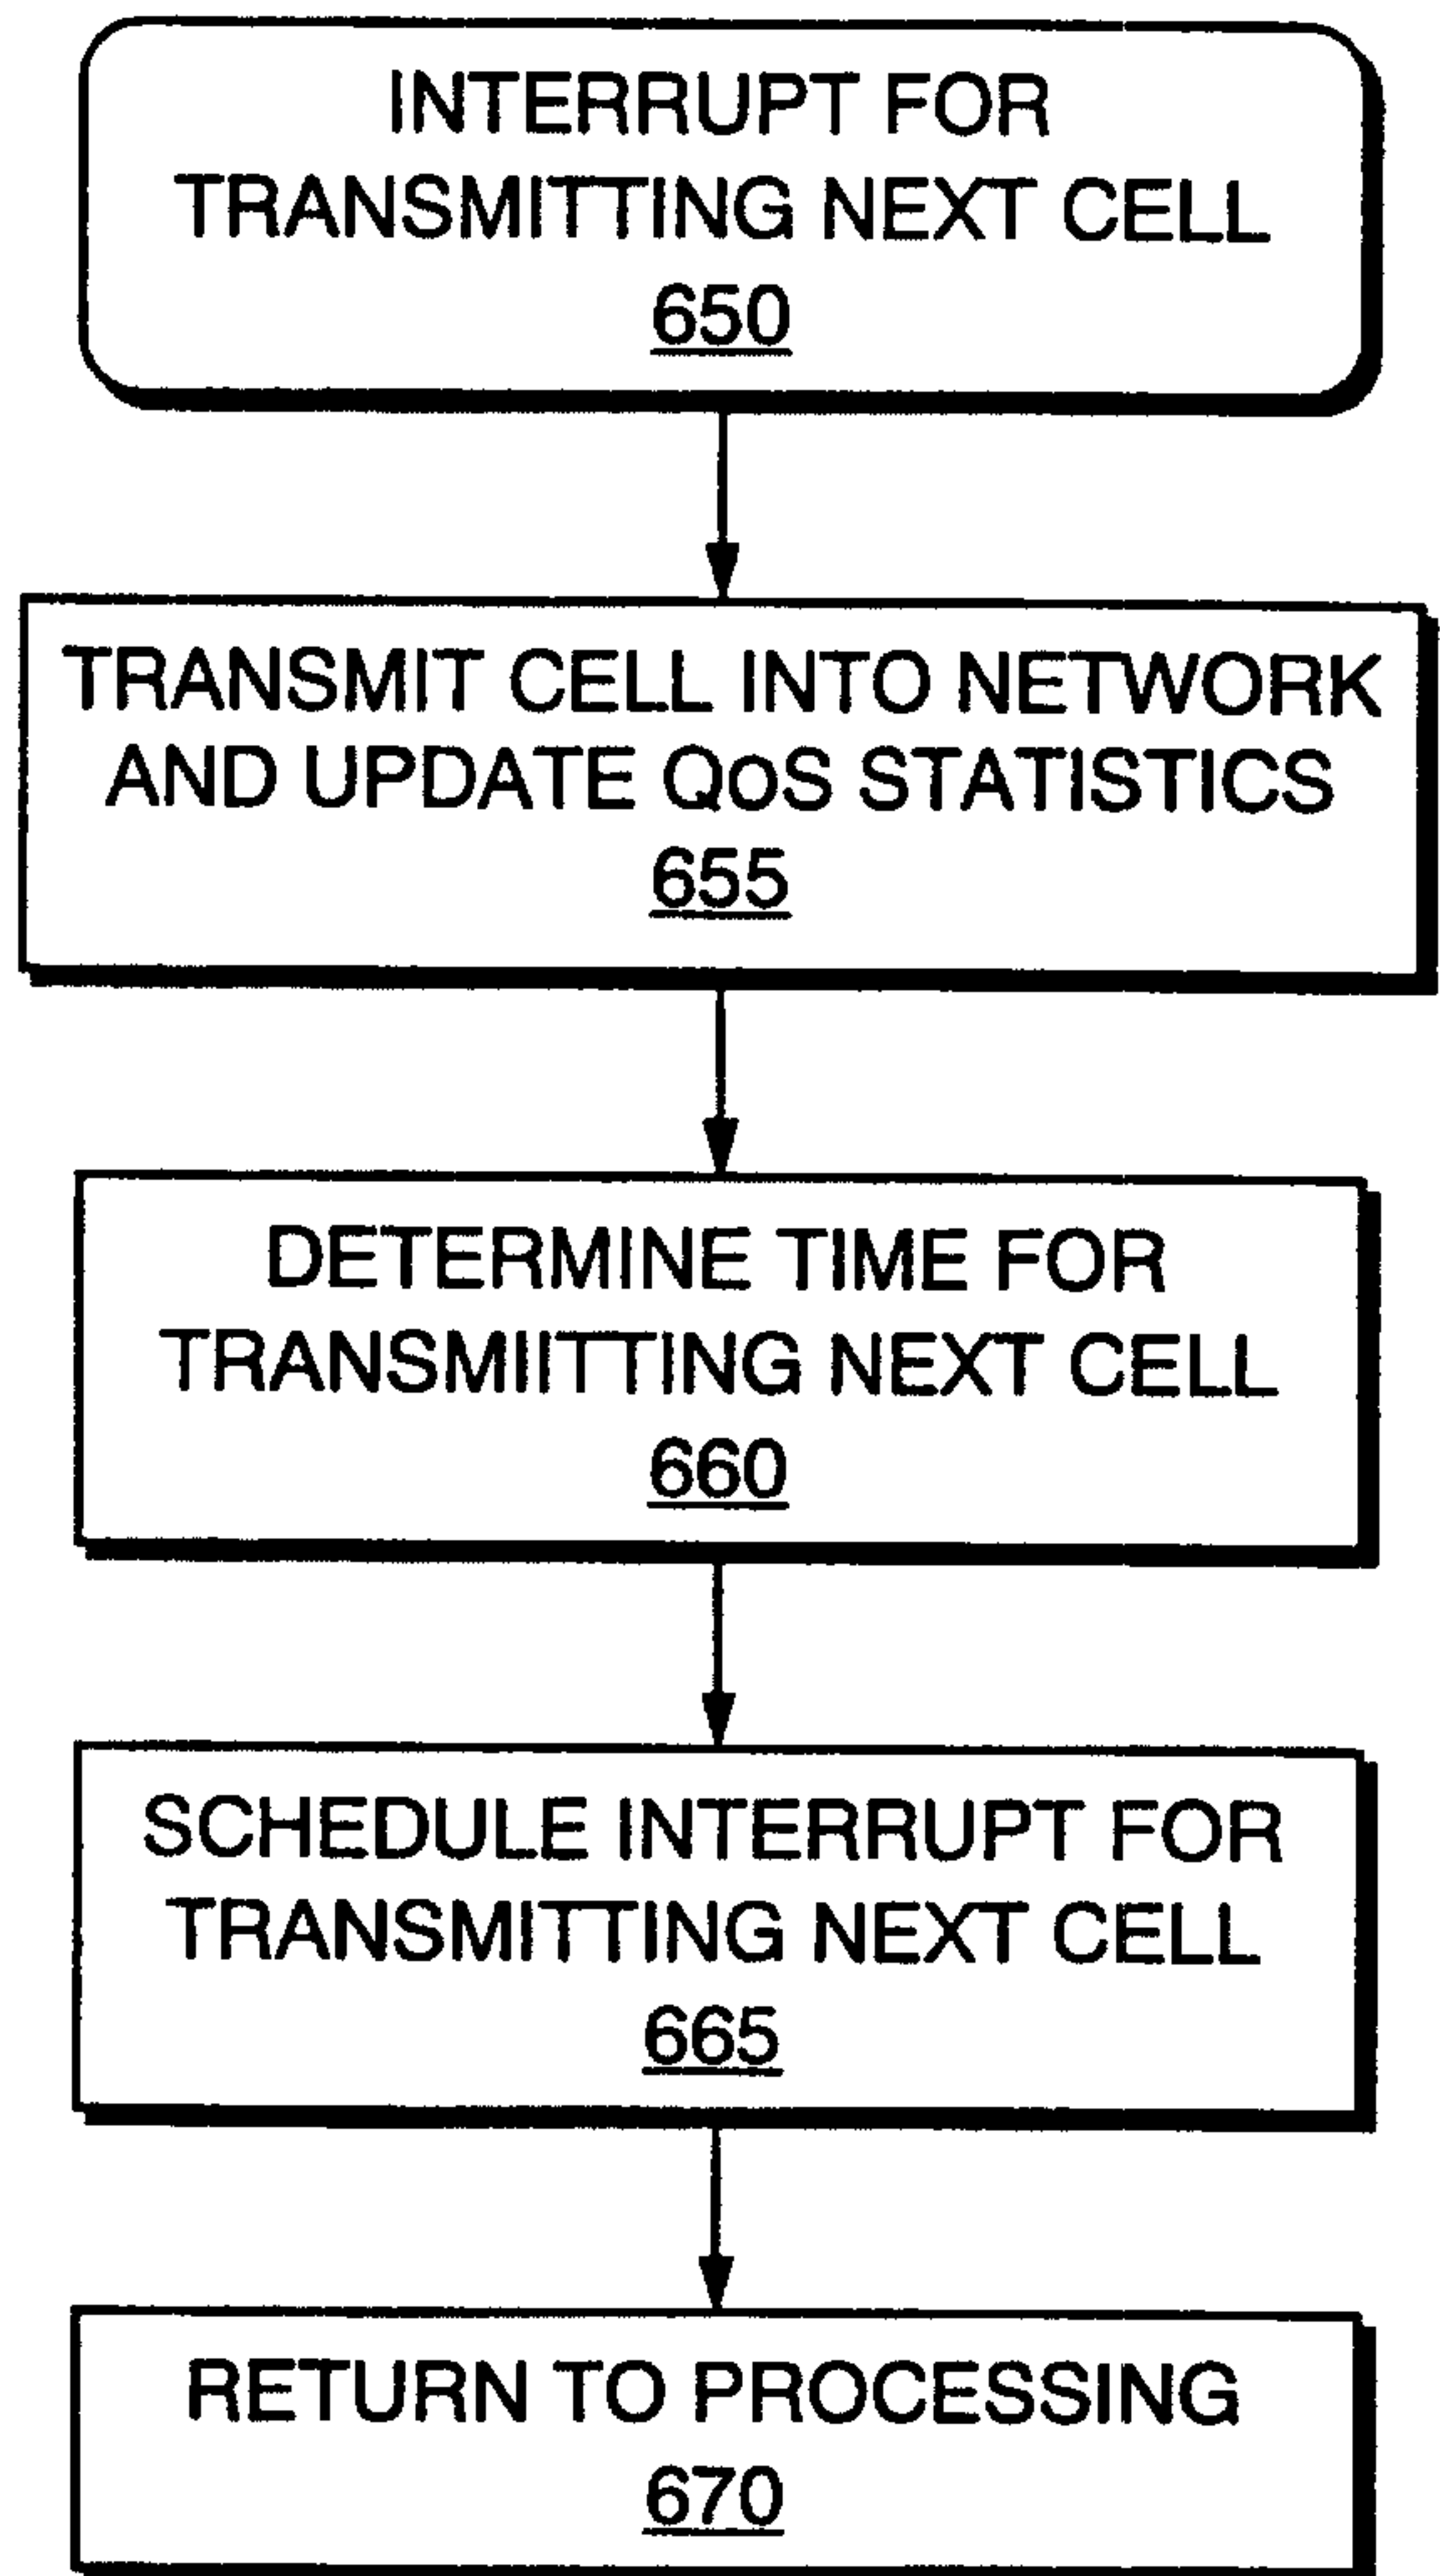 INTERRUPT FOR
TRANSMITTING NEXT CELL
650
TRANSMIT CELL INTO NETWORK
AND UPDATE QoS STATISTICS
655
DETERMINE TIME FOR
TRANSMIITTING NEXT CELL
660
SCHEDULE INTERRUPT FOR
TRANSMITTING NEXT CELL
665
RETURN TO PROCESSING
670